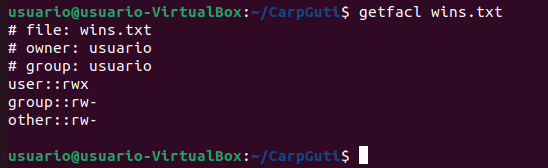 usuario@usuario-VirtualBox:~/CarpGuti$ getfacl wins.txt
# file: wins.txt
# owner: usuario
# group: usuario
user::rwx
group::rw-
other::rw-
usuario@usuario-VirtualBox:~/CarpGuti$